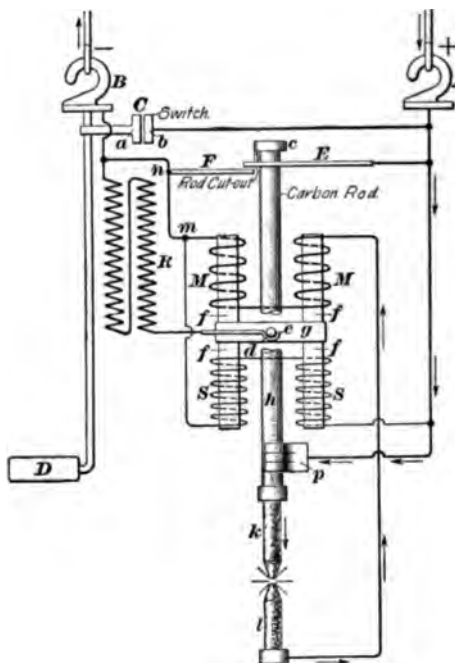 − +
B
C Switch.
a b
c
F E
n
Rod Cut-out
Carbon Rod.
m
R
M M
f f
e g
f d f
S h S
D
p
k
l